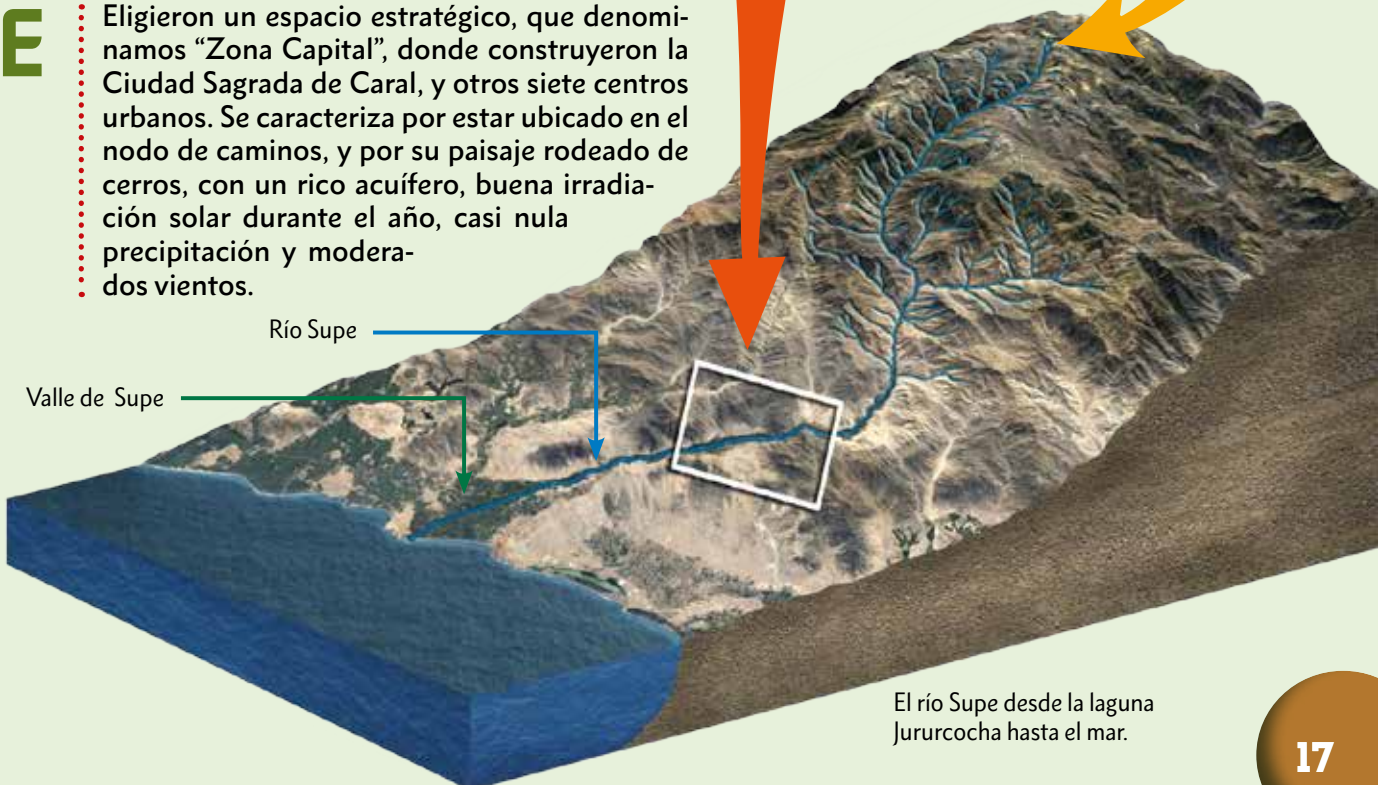 E
Eligieron un espacio estratégico, que denomi-
namos “Zona Capital”, donde construyeron la
Ciudad Sagrada de Caral, y otros siete centros
urbanos. Se caracteriza por estar ubicado en el
nodo de caminos, y por su paisaje rodeado de
cerros, con un rico acuífero, buena irradia-
ción solar durante el año, casi nula
precipitación y modera-
dos vientos.
Río Supe
Valle de Supe
El río Supe desde la laguna
Jururcocha hasta el mar.
17